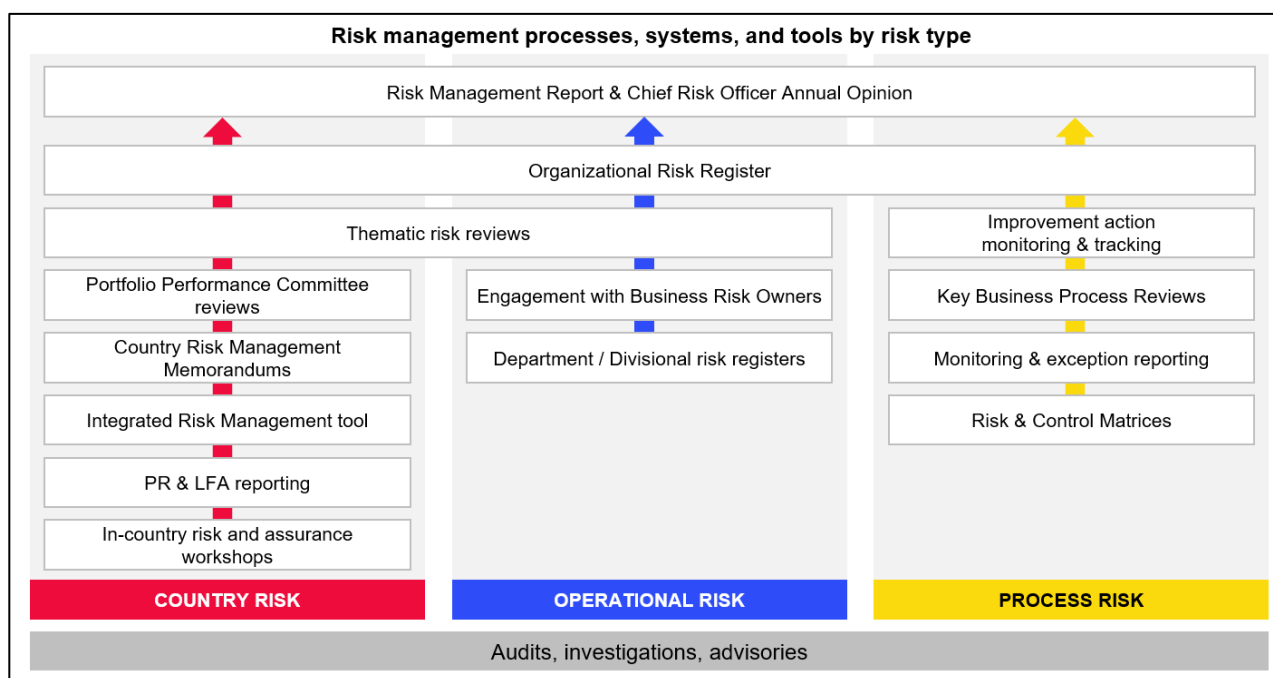 Risk management processes, systems, and tools by risk type
Risk Management Report & Chief Risk Officer Annual Opinion
Organizational Risk Register
Thematic risk reviews
Improvement action
monitoring & tracking
Portfolio Performance Committee
reviews
Engagement with Business Risk Owners
Key Business Process Reviews
Country Risk Management
Memorandums
Department / Divisional risk registers
Monitoring & exception reporting
Integrated Risk Management tool
Risk & Control Matrices
PR & LFA reporting
In-country risk and assurance
workshops
COUNTRY RISK
OPERATIONAL RISK
PROCESS RISK
Audits, investigations, advisories